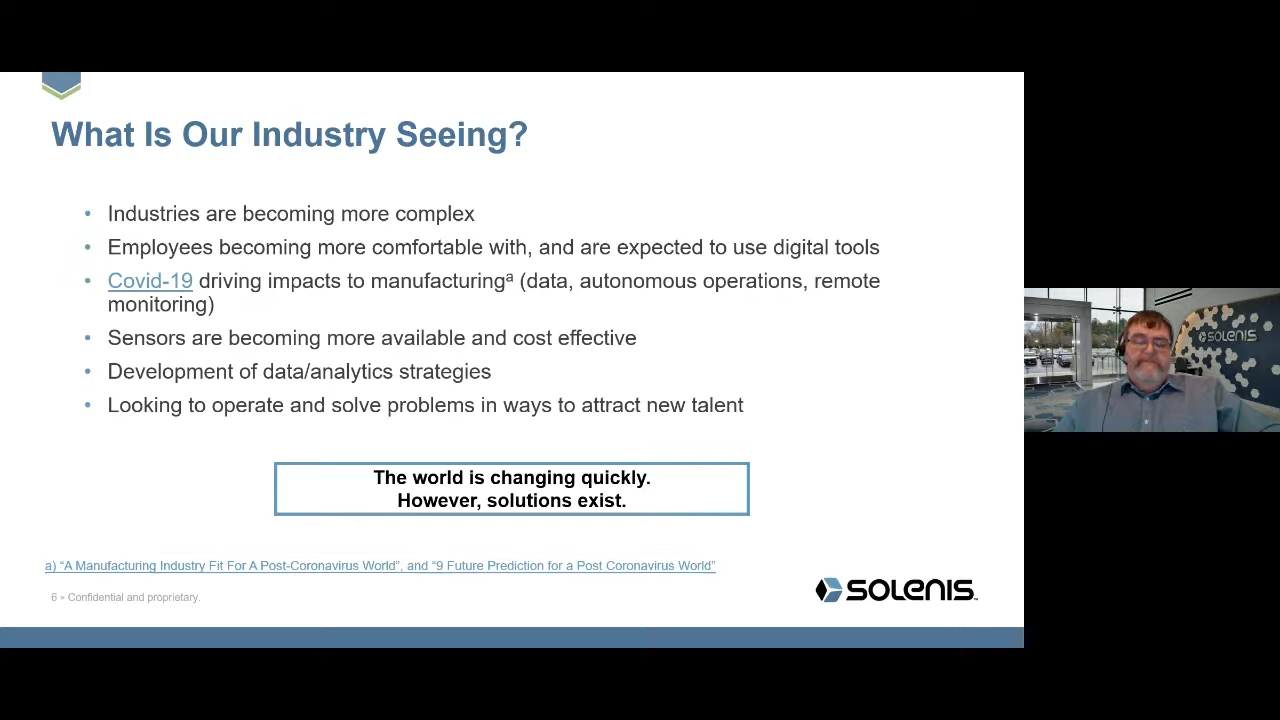 What Is Our Industry Seeing?
• Industries are becoming more complex
• Employees becoming more comfortable with, and are expected to use digital tools
• Covid-19 driving impacts to manufacturingᵃ (data, autonomous operations, remote
monitoring)
• Sensors are becoming more available and cost effective
• Development of data/analytics strategies
• Looking to operate and solve problems in ways to attract new talent
SOLENIS
The world is changing quickly.
However, solutions exist.
a) “A Manufacturing Industry Fit For A Post-Coronavirus World”, and “9 Future Prediction for a Post Coronavirus World”
6 ▪ Confidential and proprietary.
SOLENIS™